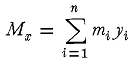 $M_x = \sum_{i=1}^{n} m_i y_i$